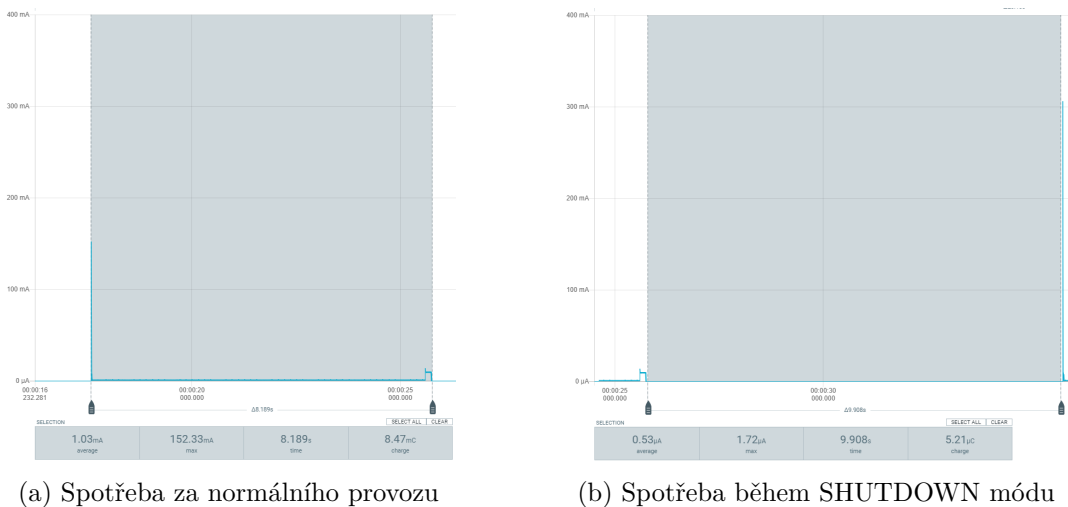 400 mA
300 mA
200 mA
100 mA
0 µA
00:00:16
232.281
00:00:20
000.000
00:00:25
000.000
Δ8.189s
SELECTION
SELECT ALL
CLEAR
1.03mA
average
152.33mA
max
8.189s
time
8.47mC
charge
(a) Spotřeba za normálního provozu
400 mA
300 mA
200 mA
100 mA
0 µA
00:00:25
000.000
00:00:30
000.000
Δ9.908s
SELECTION
SELECT ALL
CLEAR
0.53µA
average
1.72µA
max
9.908s
time
5.21µC
charge
(b) Spotřeba během SHUTDOWN módu